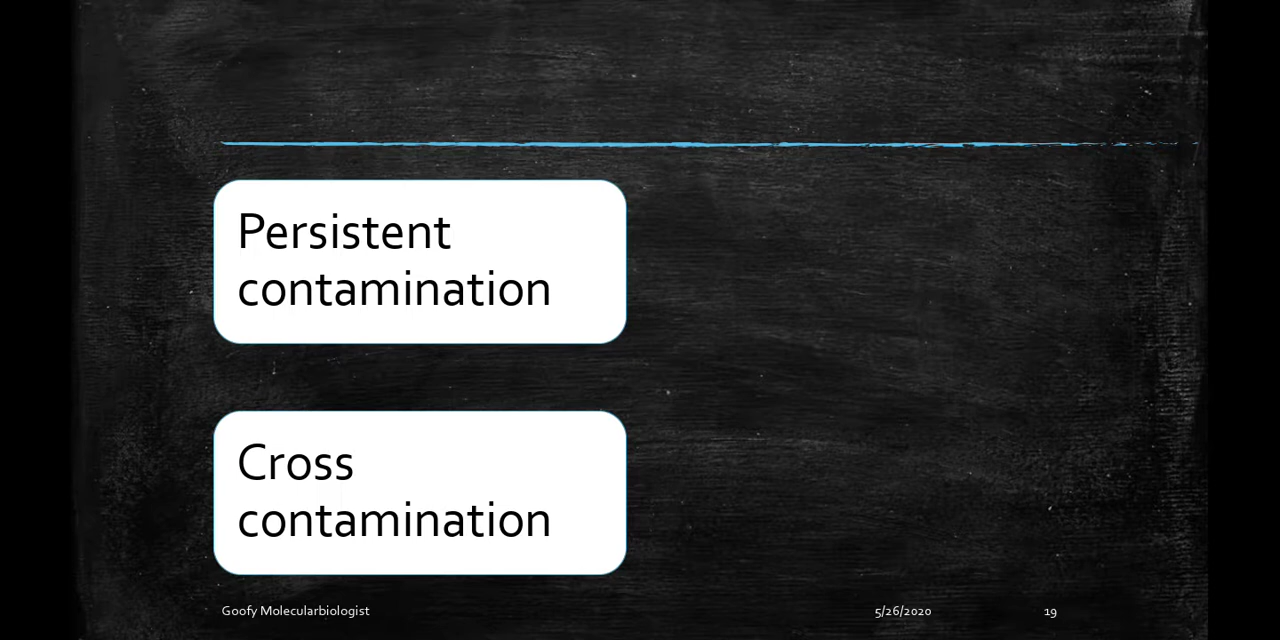 Persistent
contamination
Cross
contamination
Goofy Molecularbiologist 5/26/2020 19